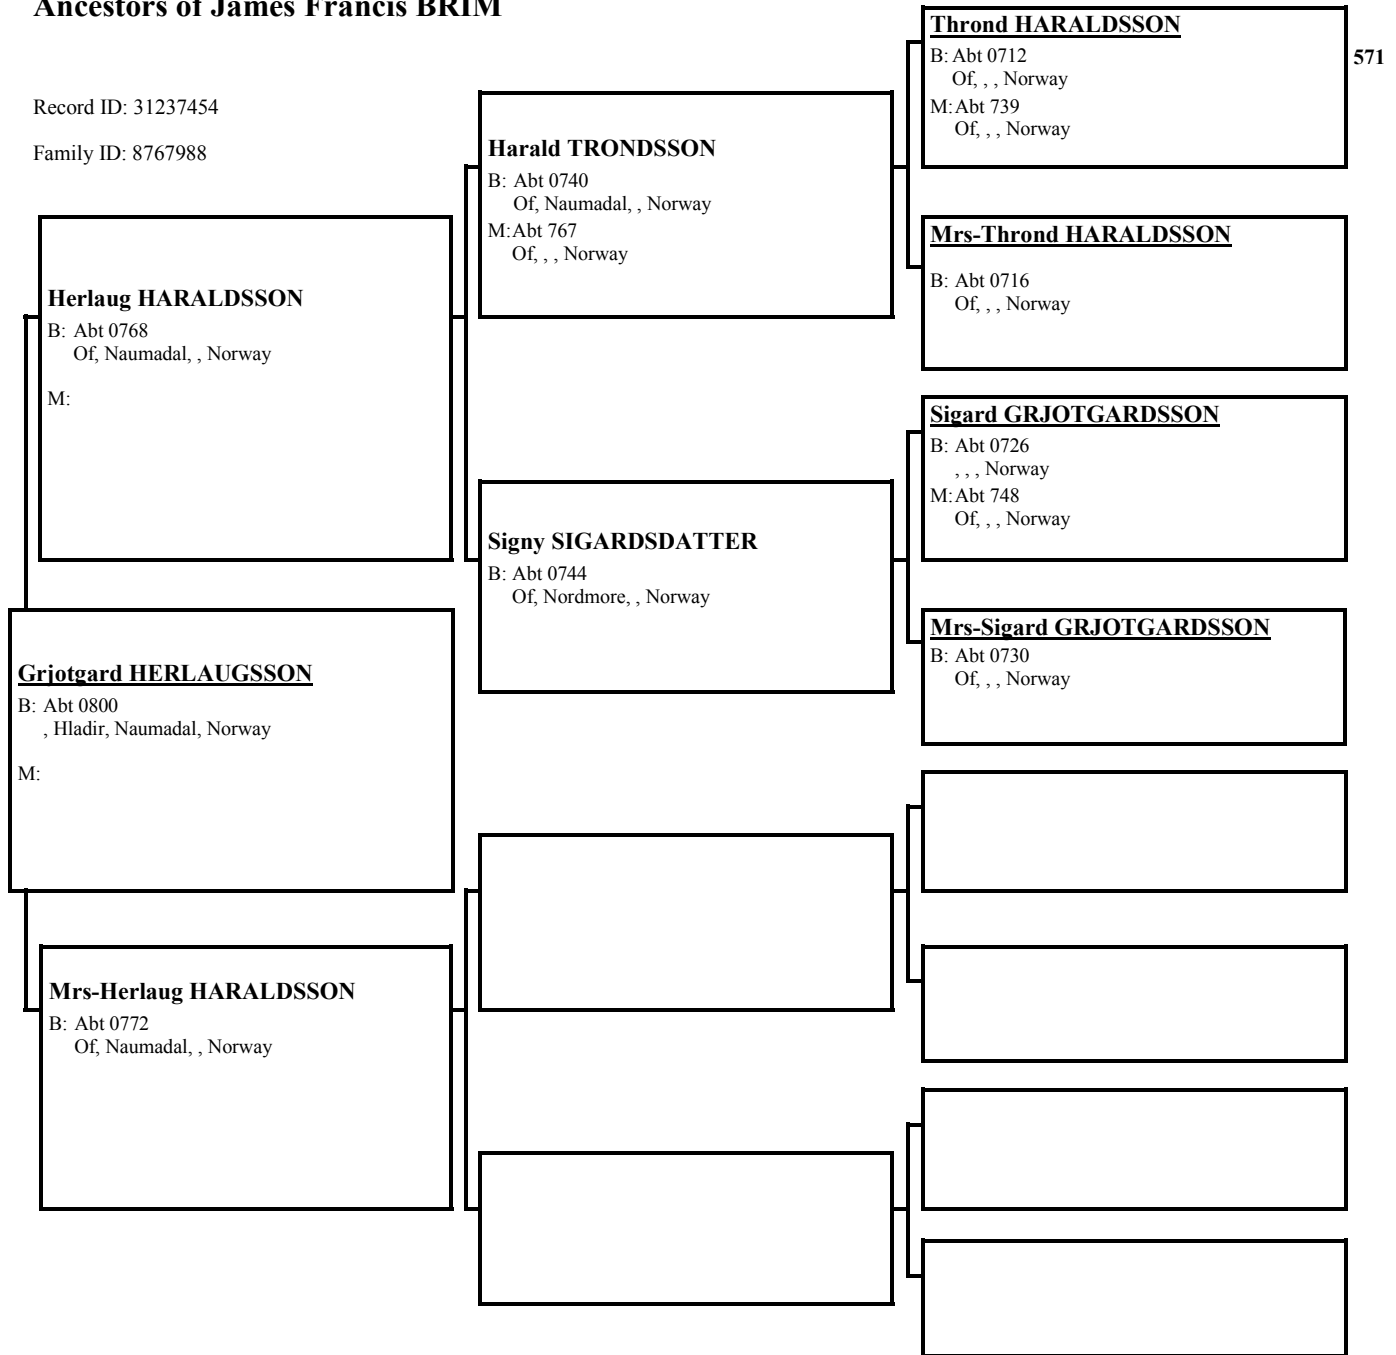 Ancestors of James Francis BRIM
Record ID: 31237454
Family ID: 8767988
Thrond HARALDSSON
B: Abt 0712
Of, , , Norway
M:Abt 739
Of, , , Norway
571
Harald TRONDSSON
B: Abt 0740
Of, Naumadal, , Norway
M:Abt 767
Of, , , Norway
Mrs-Thrond HARALDSSON
B: Abt 0716
Of, , , Norway
Herlaug HARALDSSON
B: Abt 0768
Of, Naumadal, , Norway
M:
Sigard GRJOTGARDSSON
B: Abt 0726
, , , Norway
M:Abt 748
Of, , , Norway
Signy SIGARDSDATTER
B: Abt 0744
Of, Nordmore, , Norway
Mrs-Sigard GRJOTGARDSSON
B: Abt 0730
Of, , , Norway
Grjotgard HERLAUGSSON
B: Abt 0800
, Hladir, Naumadal, Norway
M:
Mrs-Herlaug HARALDSSON
B: Abt 0772
Of, Naumadal, , Norway